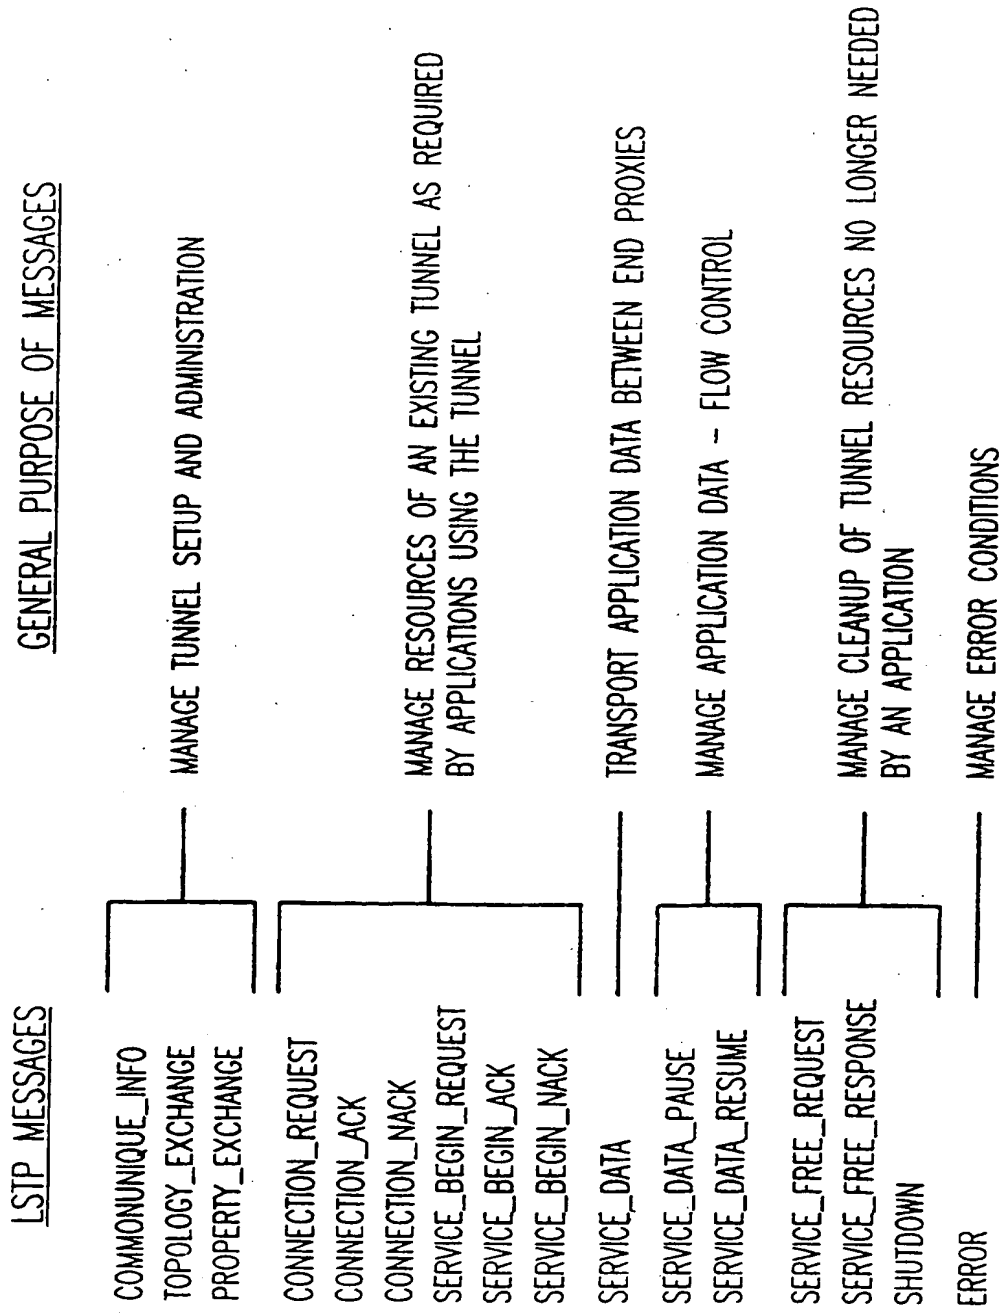 LSTP MESSAGES
GENERAL PURPOSE OF MESSAGES
COMMONUNIQUE_INFO
TOPOLOGY_EXCHANGE
PROPERTY_EXCHANGE
MANAGE TUNNEL SETUP AND ADMINISTRATION
CONNECTION_REQUEST
CONNECTION_ACK
CONNECTION_NACK
SERVICE_BEGIN_REQUEST
SERVICE_BEGIN_ACK
SERVICE_BEGIN_NACK
MANAGE RESOURCES OF AN EXISTING TUNNEL AS REQUIRED
BY APPLICATIONS USING THE TUNNEL
SERVICE_DATA
TRANSPORT APPLICATION DATA BETWEEN END PROXIES
SERVICE_DATA_PAUSE
SERVICE_DATA_RESUME
MANAGE APPLICATION DATA – FLOW CONTROL
SERVICE_FREE_REQUEST
SERVICE_FREE_RESPONSE
SHUTDOWN
MANAGE CLEANUP OF TUNNEL RESOURCES NO LONGER NEEDED
BY AN APPLICATION
ERROR
MANAGE ERROR CONDITIONS